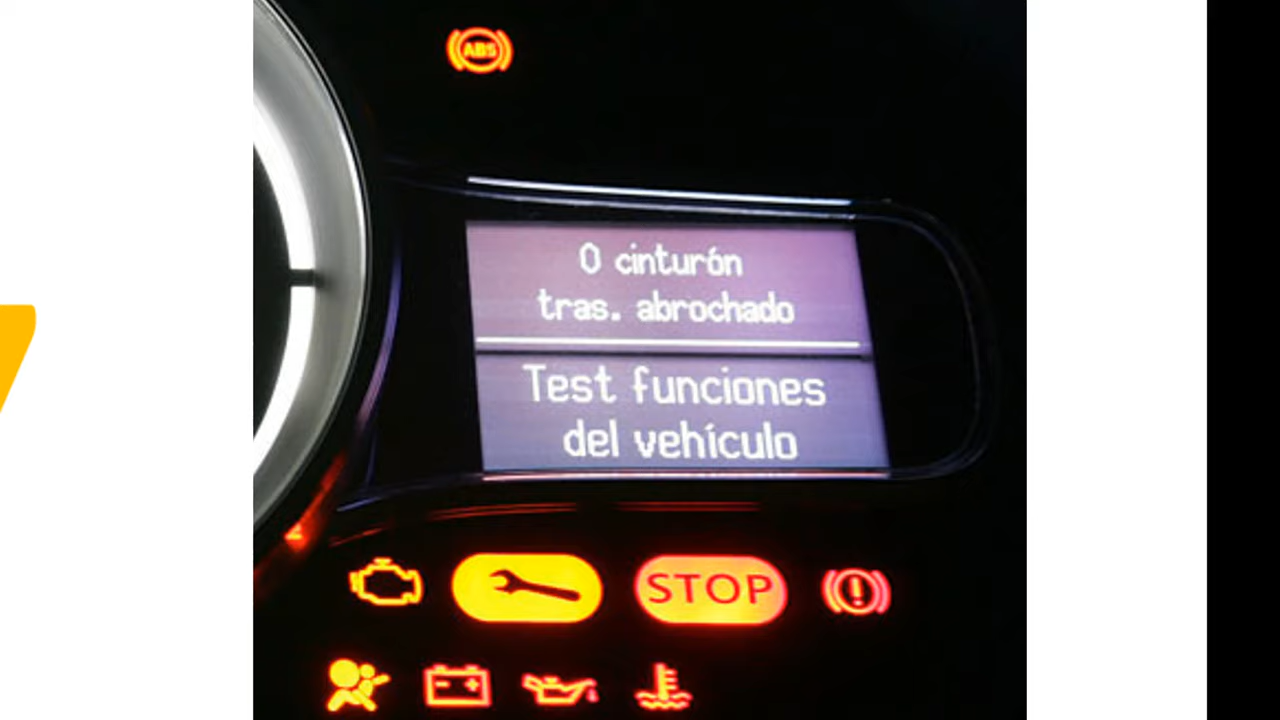 ABS
0 cinturón
tras. abrochado
Test funciones
del vehículo
STOP